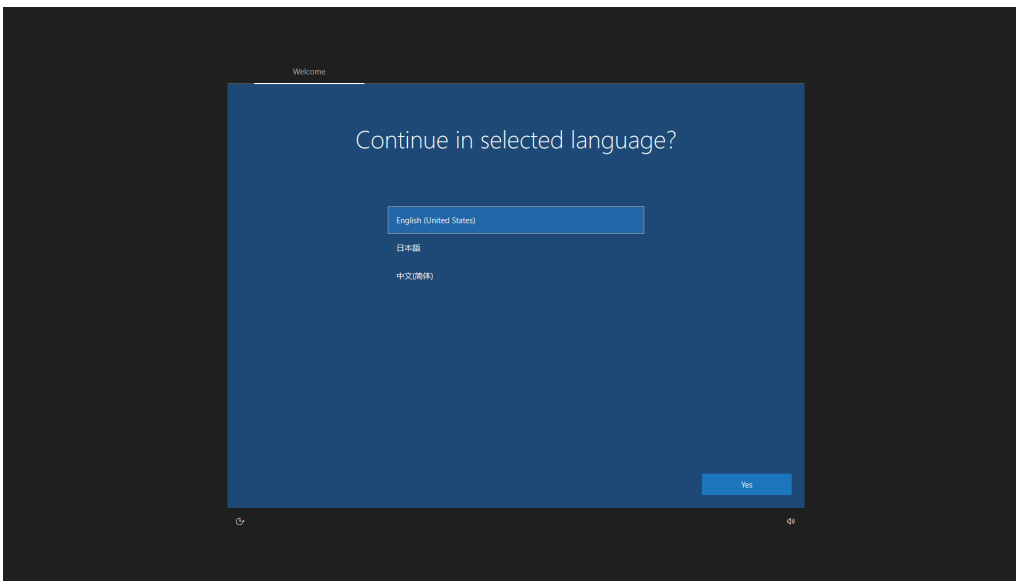 Welcome
Continue in selected language?
English (United States)
日本語
中文(简体)
Yes